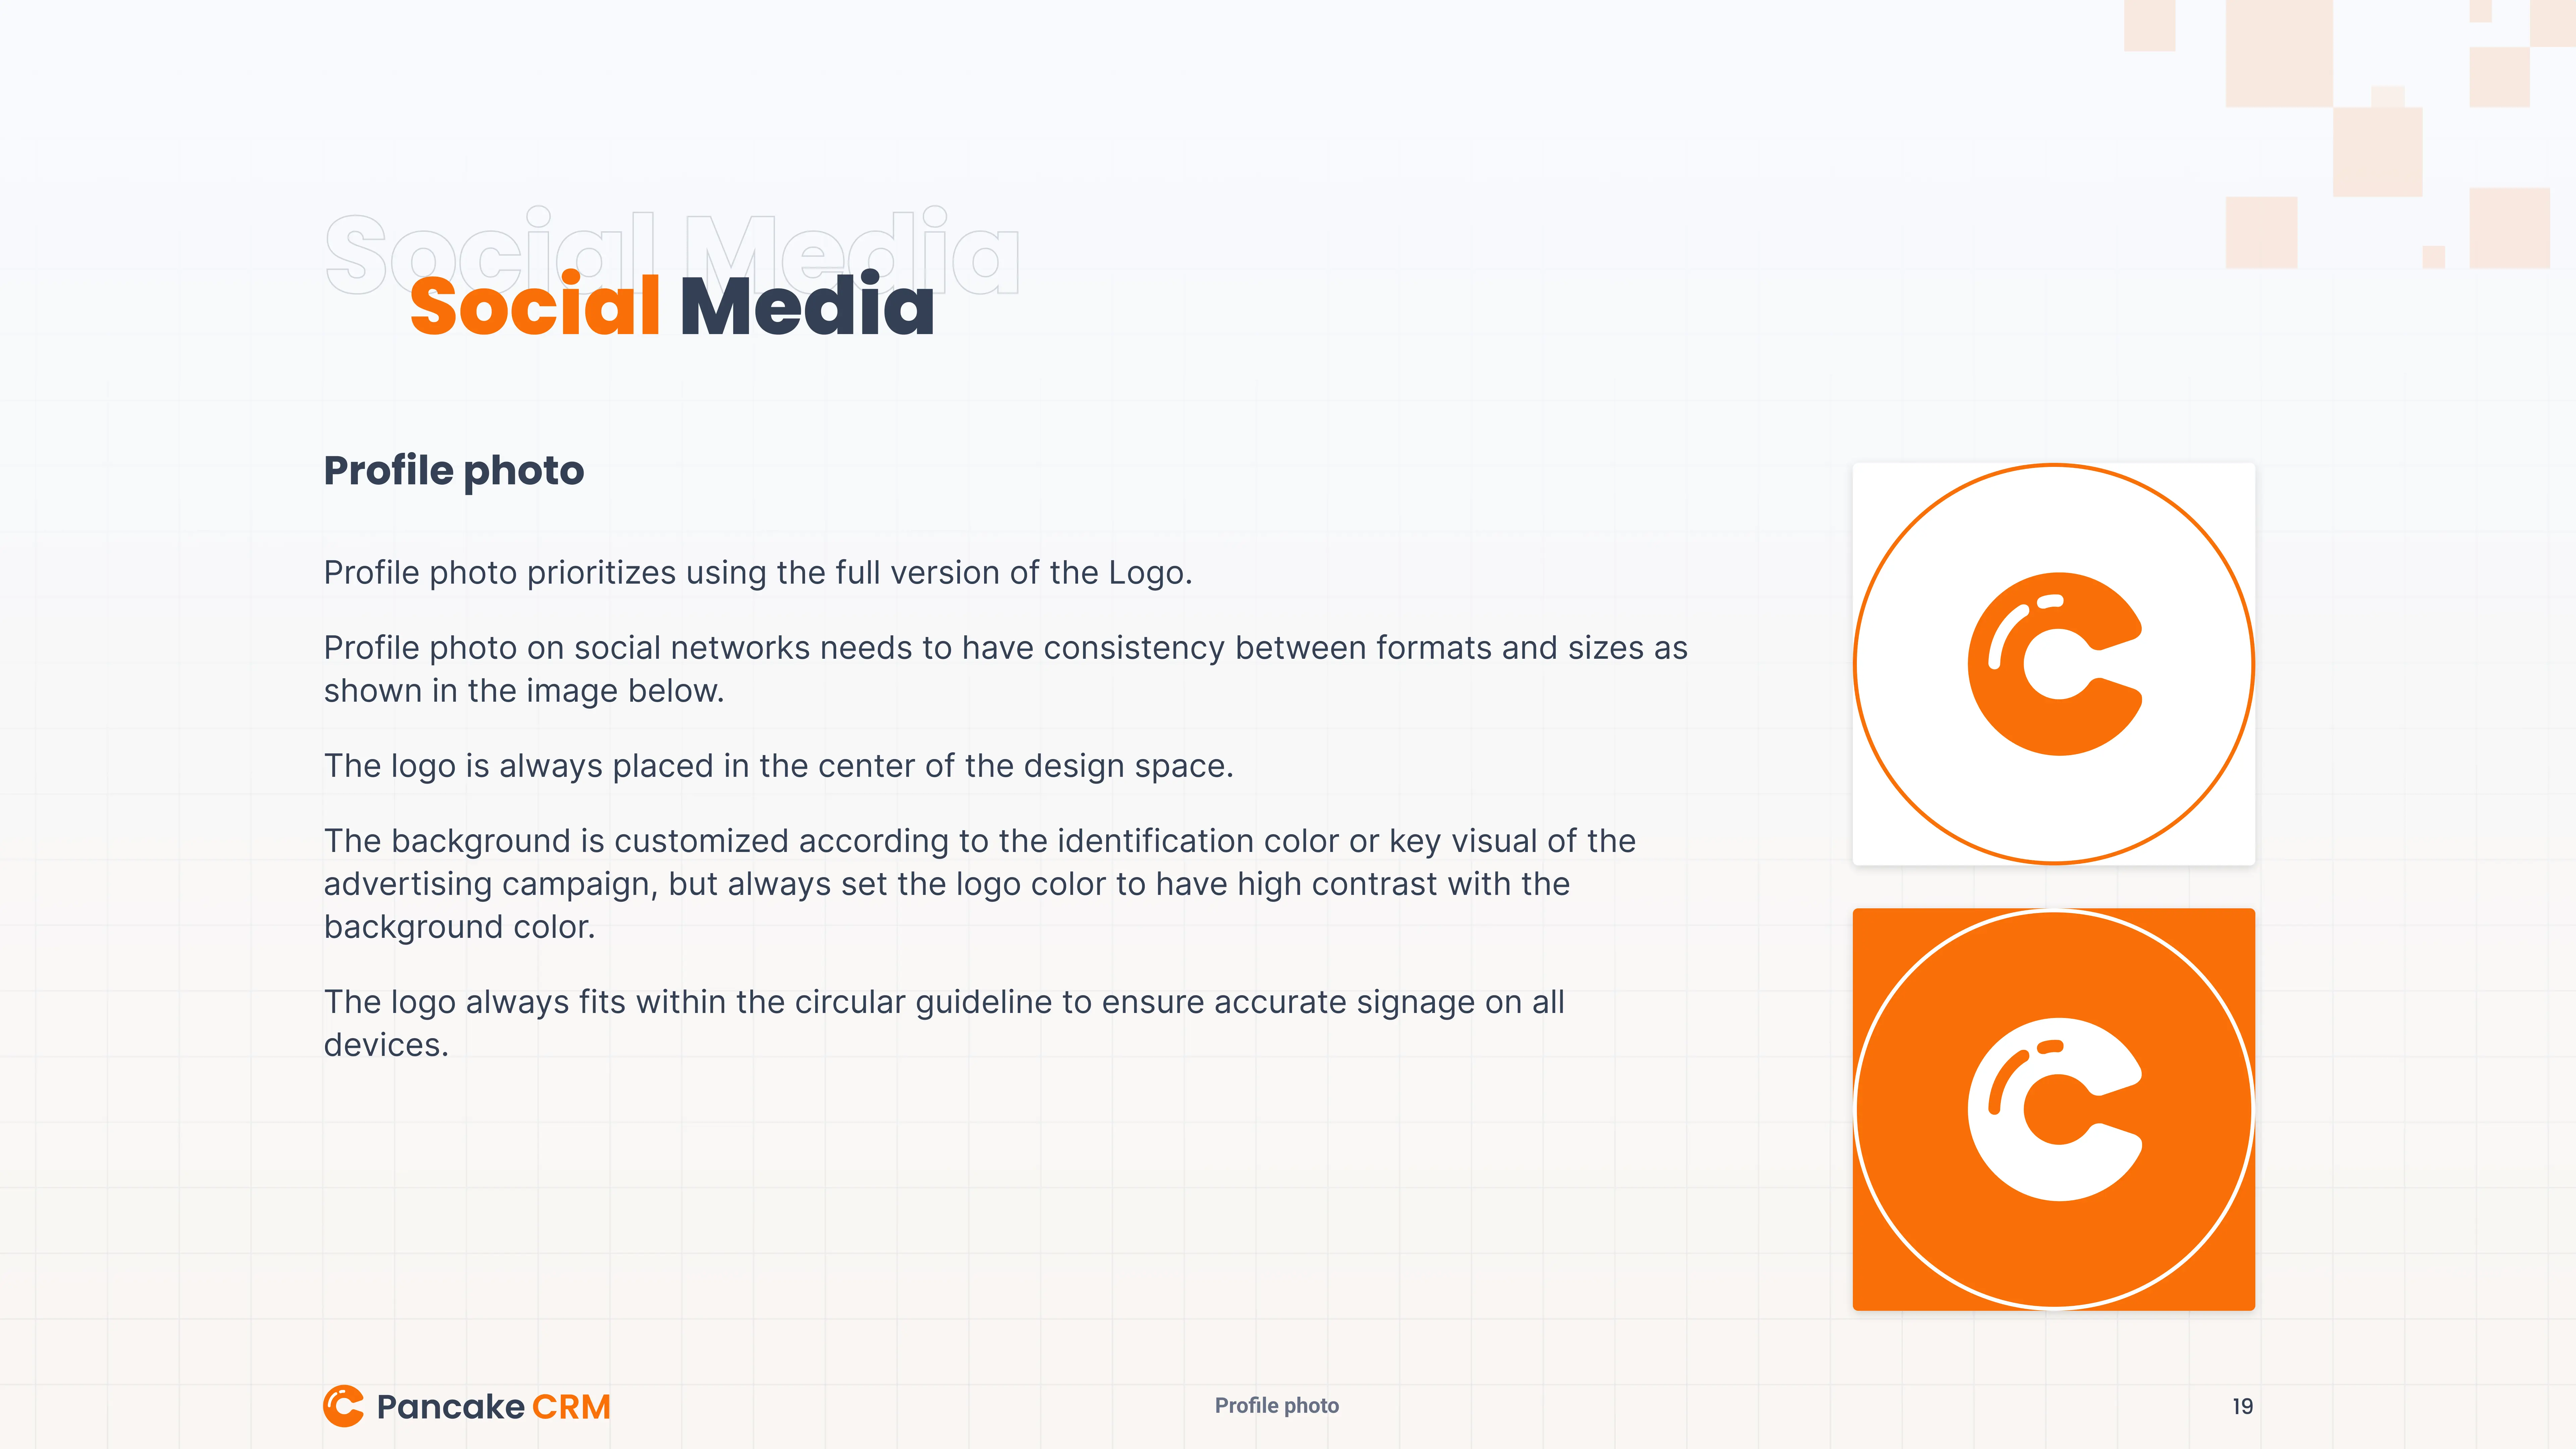 Social Media
Social Media
Profile photo
Profile photo prioritizes using the full version of the Logo.
Profile photo on social networks needs to have consistency between formats and sizes as
shown in the image below.
The logo is always placed in the center of the design space.
The background is customized according to the identification color or key visual of the
advertising campaign, but always set the logo color to have high contrast with the
background color.
The logo always fits within the circular guideline to ensure accurate signage on all
devices.
Pancake CRM
Profile photo
19